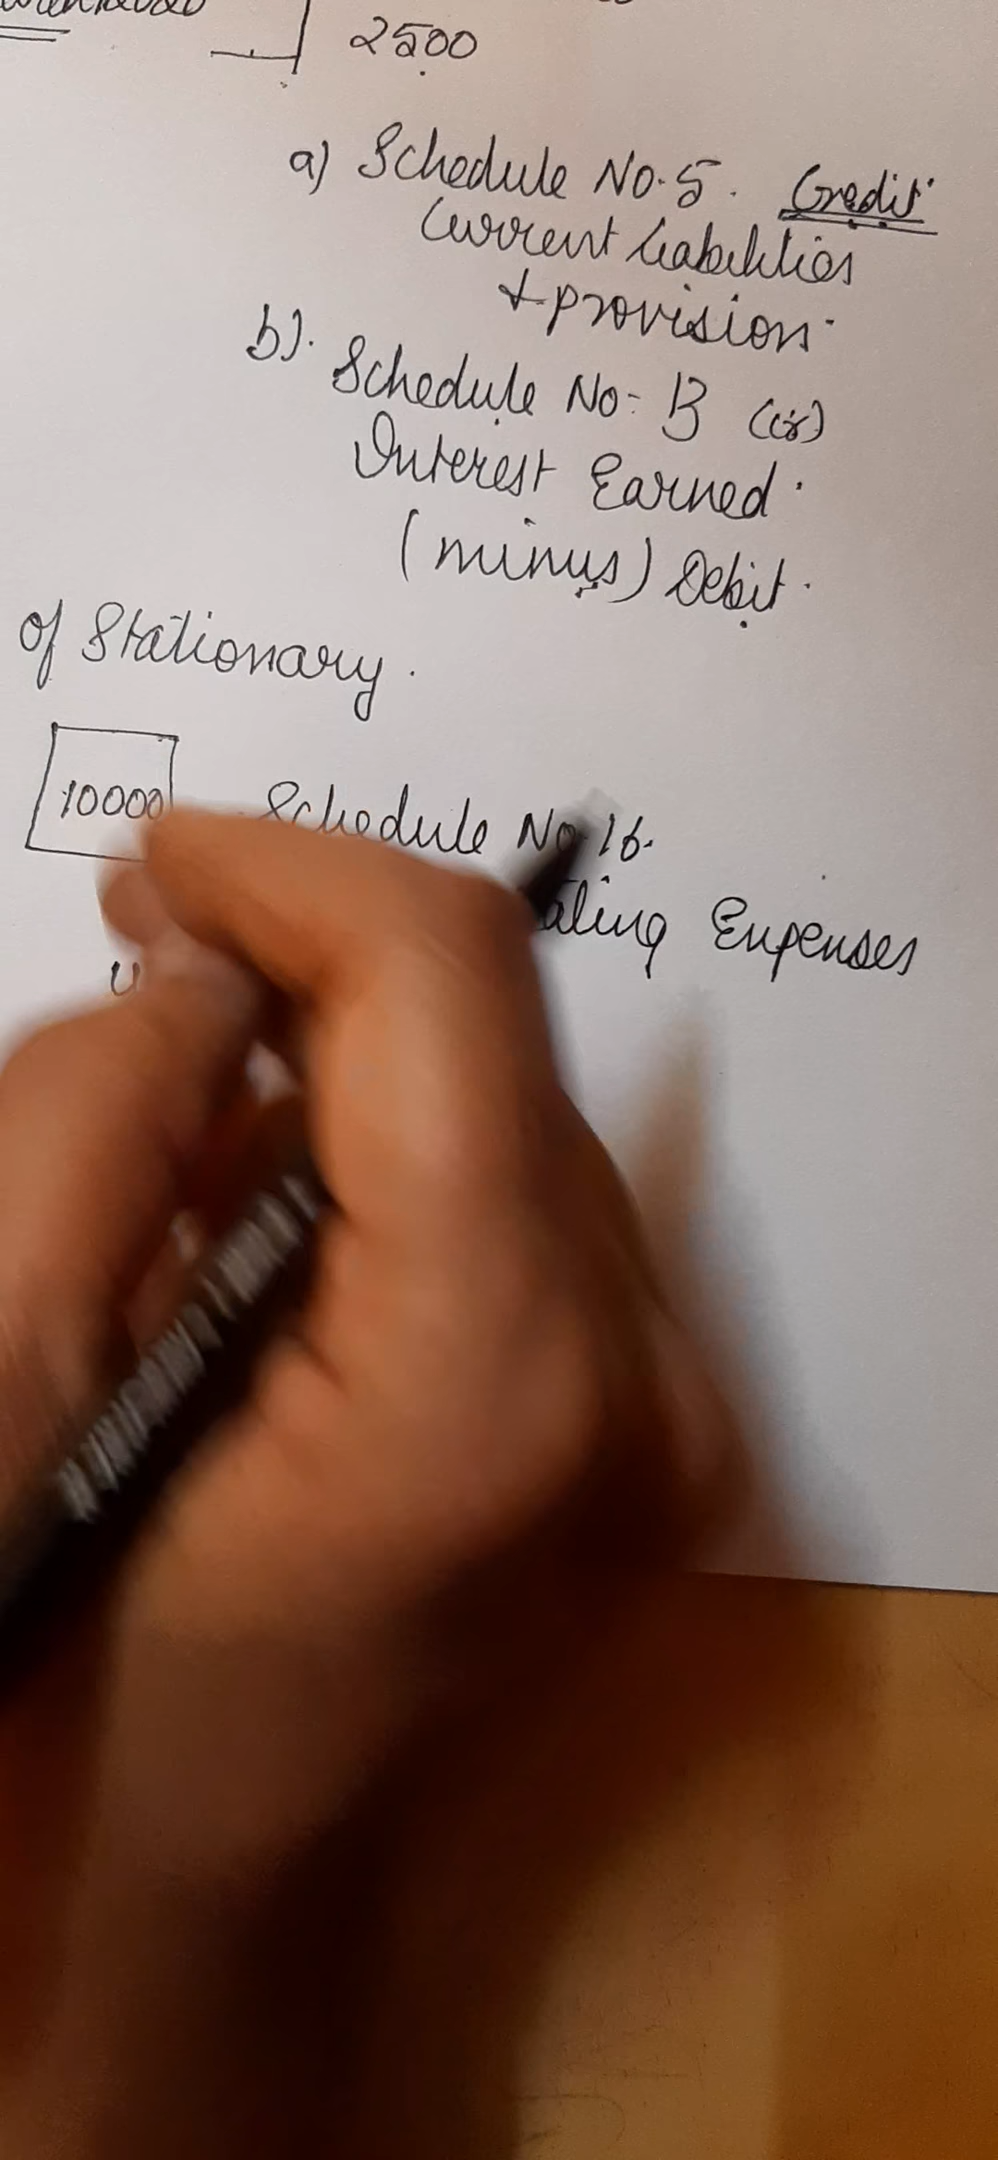 2500
a) Schedule No. 5. Credit
Current liabilities
+ provision.
b). Schedule No- 13 (or)
Interest Earned.
(minus) Debit.
of Stationary.
10000
Schedule No. 16.
Expenses